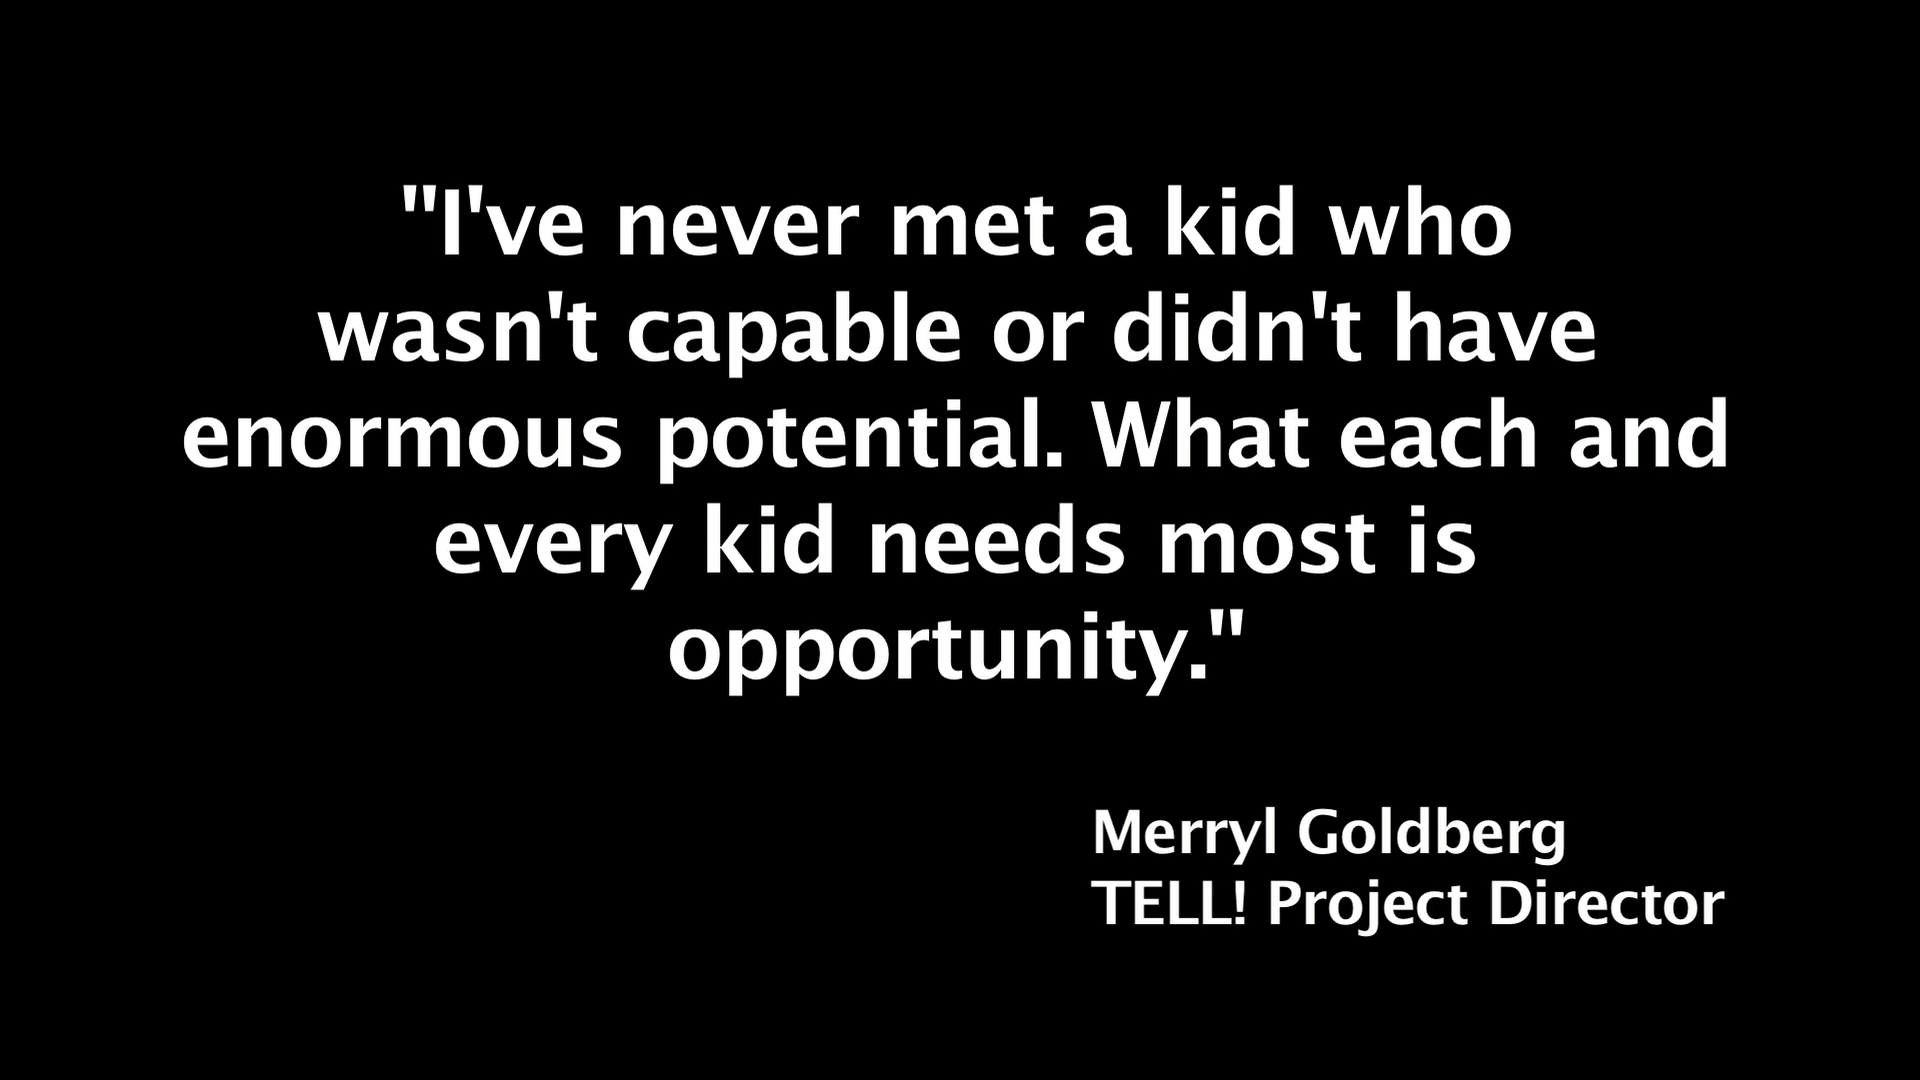 "I've never met a kid who
wasn't capable or didn't have
enormous potential. What each and
every kid needs most is
opportunity."
Merryl Goldberg
TELL! Project Director